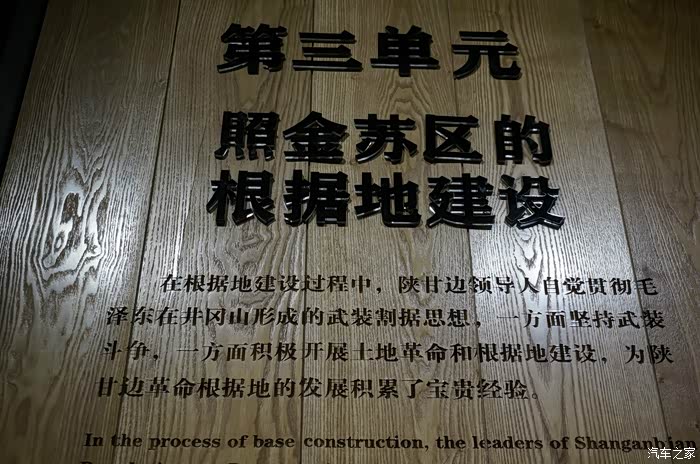 第三单元
照金苏区的
根据地建设
在根据地建设过程中，陕甘边领导人自觉贯彻毛
泽东在井冈山形成的武装割据思想，一方面坚持武装
斗争，一方面积极开展土地革命和根据地建设，为陕
甘边革命根据地的发展积累了宝贵经验。
In the process of base construction, the leaders of Shanganbian
汽车之家